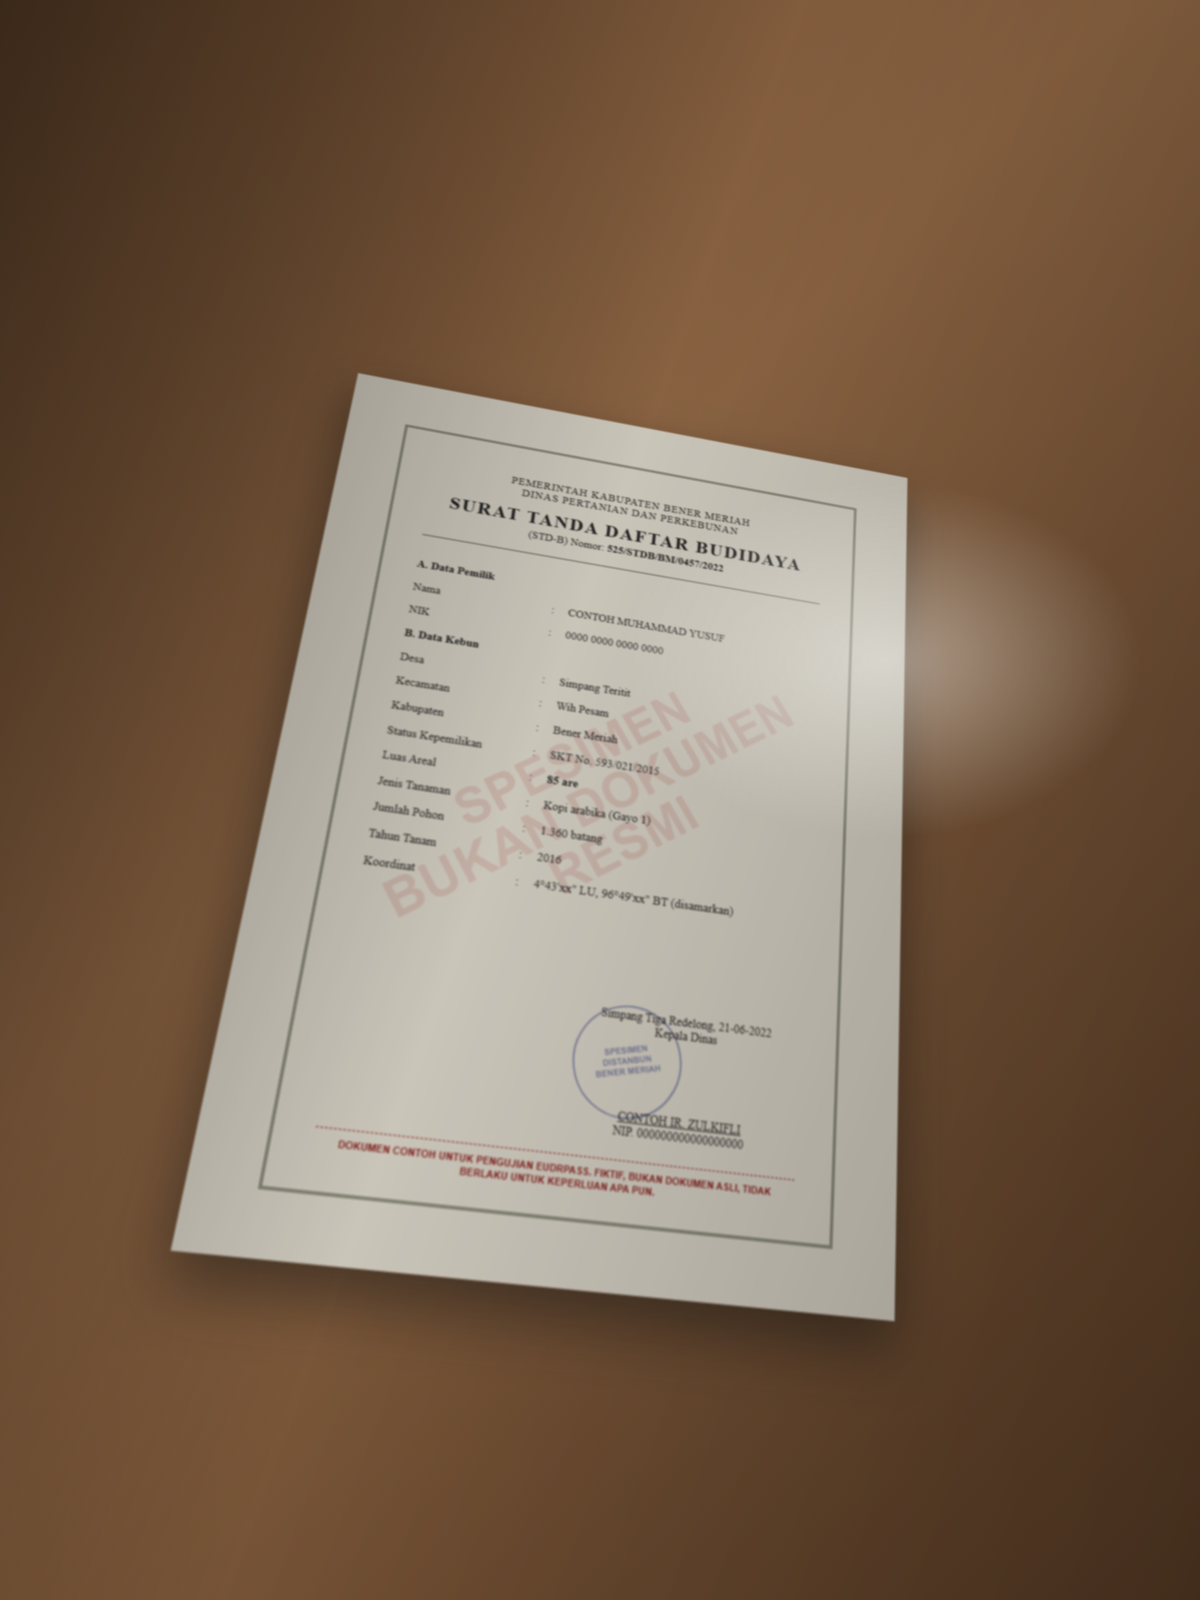 PEMERINTAH KABUPATEN BENER MERIAH
DINAS PERTANIAN DAN PERKEBUNAN
SURAT TANDA DAFTAR BUDIDAYA
(STD-B) Nomor: 525/STDB/BM/0457/2022
A. Data Pemilik
Nama : CONTOH MUHAMMAD YUSUF
NIK : 0000 0000 0000 0000
B. Data Kebun
Desa : Simpang Teritit
Kecamatan : Wih Pesam
Kabupaten : Bener Meriah
Status Kepemilikan : SKT No. 593/021/2015
Luas Areal : 85 are
Jenis Tanaman : Kopi arabika (Gayo 1)
Jumlah Pohon : 1.360 batang
Tahun Tanam : 2016
Koordinat : 4°43'xx" LU, 96°49'xx" BT (disamarkan)
SPESIMEN
BUKAN DOKUMEN
RESMI
Simpang Tiga Redelong, 21-06-2022
Kepala Dinas
SPESIMEN
DISTANBUN
BENER MERIAH
CONTOH IR. ZULKIFLI
NIP. 000000000000000000
DOKUMEN CONTOH UNTUK PENGUJIAN EUDRPASS. FIKTIF, BUKAN DOKUMEN ASLI, TIDAK
BERLAKU UNTUK KEPERLUAN APA PUN.